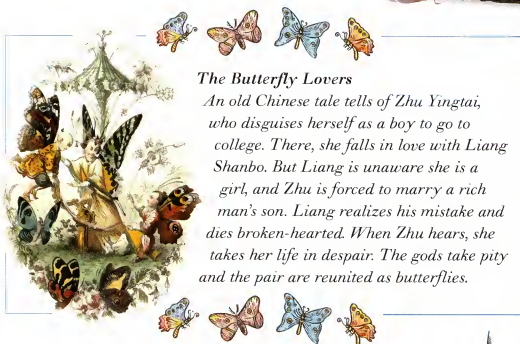 The Butterfly Lovers
An old Chinese tale tells of Zhu Yingtai,
who disguises herself as a boy to go to
college. There, she falls in love with Liang
Shanbo. But Liang is unaware she is a
girl, and Zhu is forced to marry a rich
man's son. Liang realizes his mistake and
dies broken-hearted. When Zhu hears, she
takes her life in despair. The gods take pity
and the pair are reunited as butterflies.